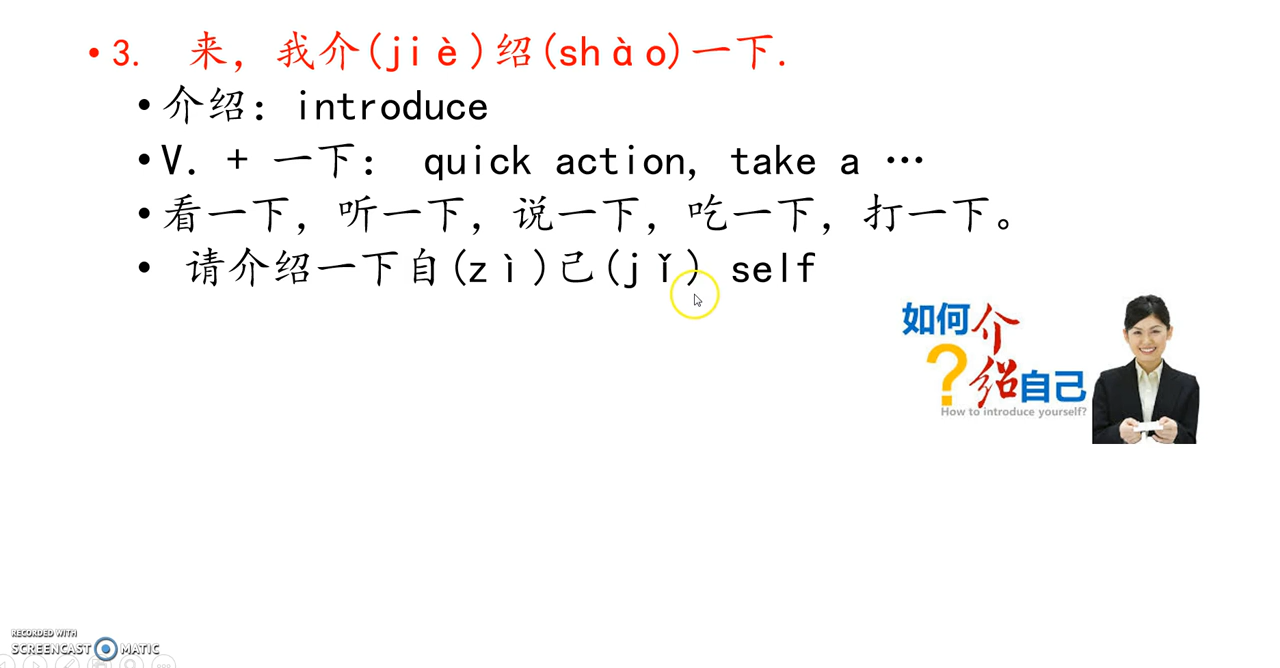 • 3. 来，我介(jiè)绍(shào)一下.
• 介绍：introduce
• V. + 一下： quick action, take a …
• 看一下，听一下，说一下，吃一下，打一下。
• 请介绍一下自(zì)己(jǐ) self
如何介
?绍自己
How to introduce yourself?
RECORDED WITH
SCREENCAST MATIC